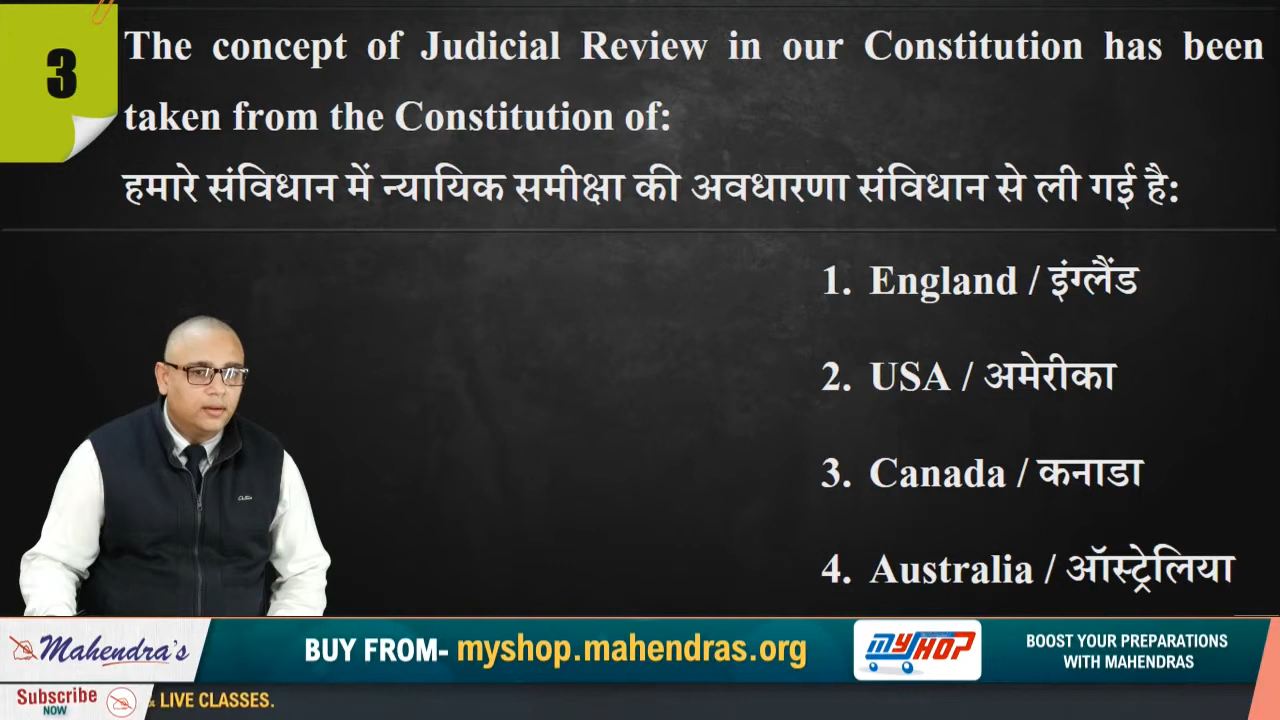 3
The concept of Judicial Review in our Constitution has been
taken from the Constitution of:
हमारे संविधान में न्यायिक समीक्षा की अवधारणा संविधान से ली गई है:
1. England / इंग्लैंड
2. USA / अमेरीका
3. Canada / कनाडा
4. Australia / ऑस्ट्रेलिया
Mahendra's
BUY FROM- myshop.mahendras.org
MYSHOP
BOOST YOUR PREPARATIONS
WITH MAHENDRAS
Subscribe
NOW
& LIVE CLASSES.